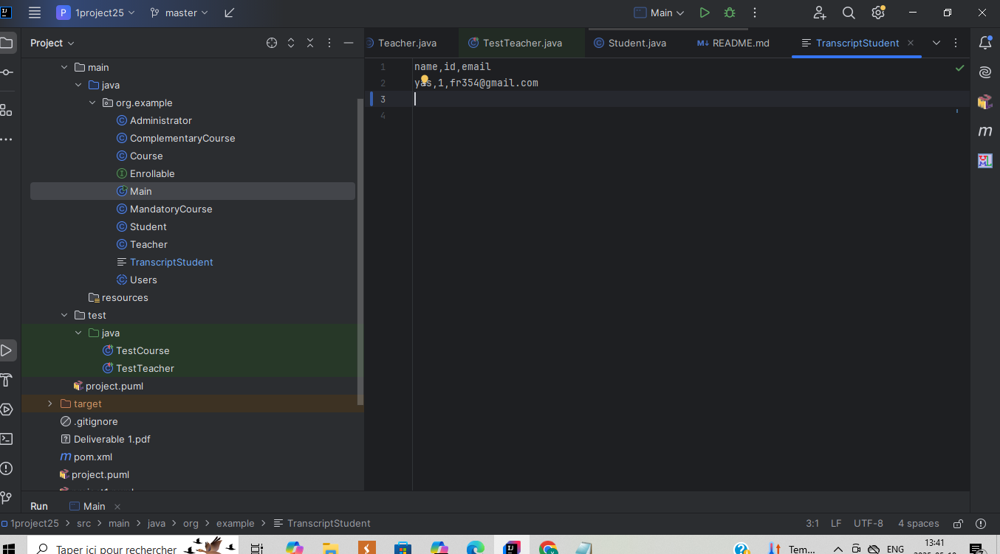 P 1project25 master Main
Project
Teacher.java TestTeacher.java Student.java README.md TranscriptStudent
main
java
org.example
Administrator
ComplementaryCourse
Course
Enrollable
Main
MandatoryCourse
Student
Teacher
TranscriptStudent
Users
resources
test
java
TestCourse
TestTeacher
project.puml
target
.gitignore
Deliverable 1.pdf
pom.xml
project.puml
1 name,id,email
2 yas,1,fr354@gmail.com
3
4
Run Main
1project25 > src > main > java > org > example > TranscriptStudent 3:1 LF UTF-8 4 spaces
Taper ici pour rechercher Tem... ENG 13:41